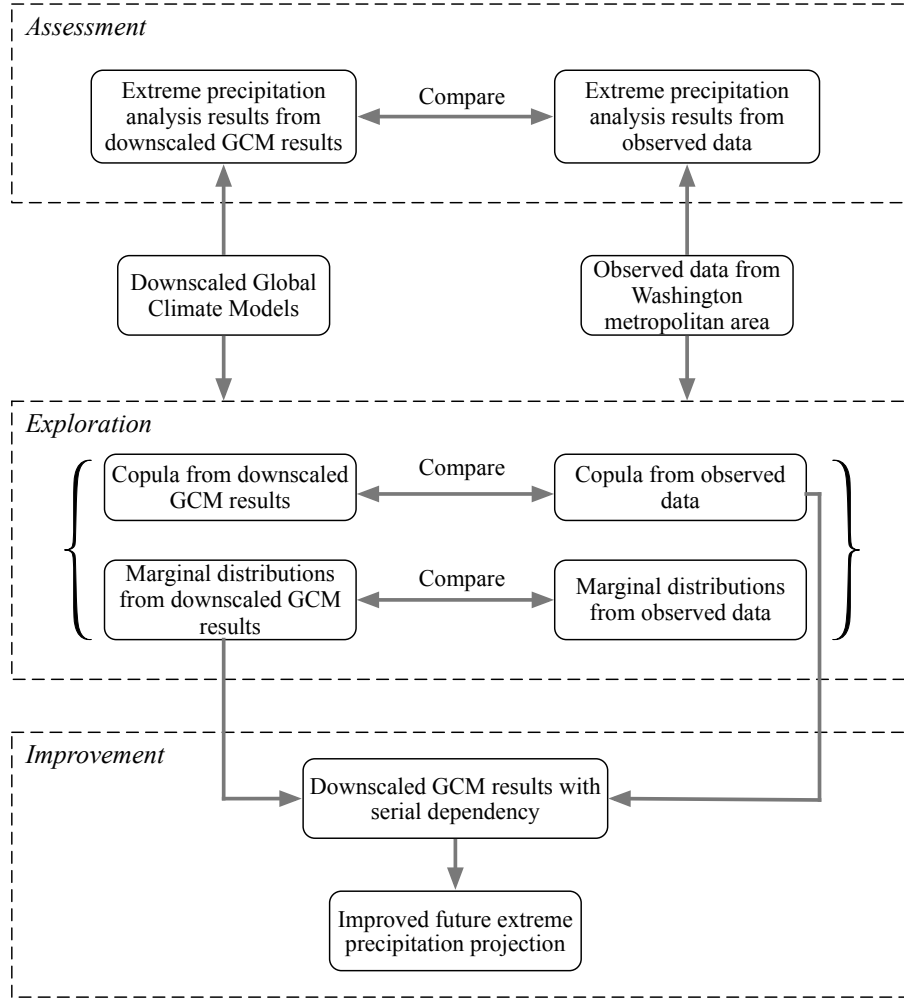 Assessment
Extreme precipitation
analysis results from
downscaled GCM results
Compare
Extreme precipitation
analysis results from
observed data
Downscaled Global
Climate Models
Observed data from
Washington
metropolitan area
Exploration
Copula from downscaled
GCM results
Compare
Copula from observed
data
Marginal distributions
from downscaled GCM
results
Compare
Marginal distributions
from observed data
Improvement
Downscaled GCM results with
serial dependency
Improved future extreme
precipitation projection